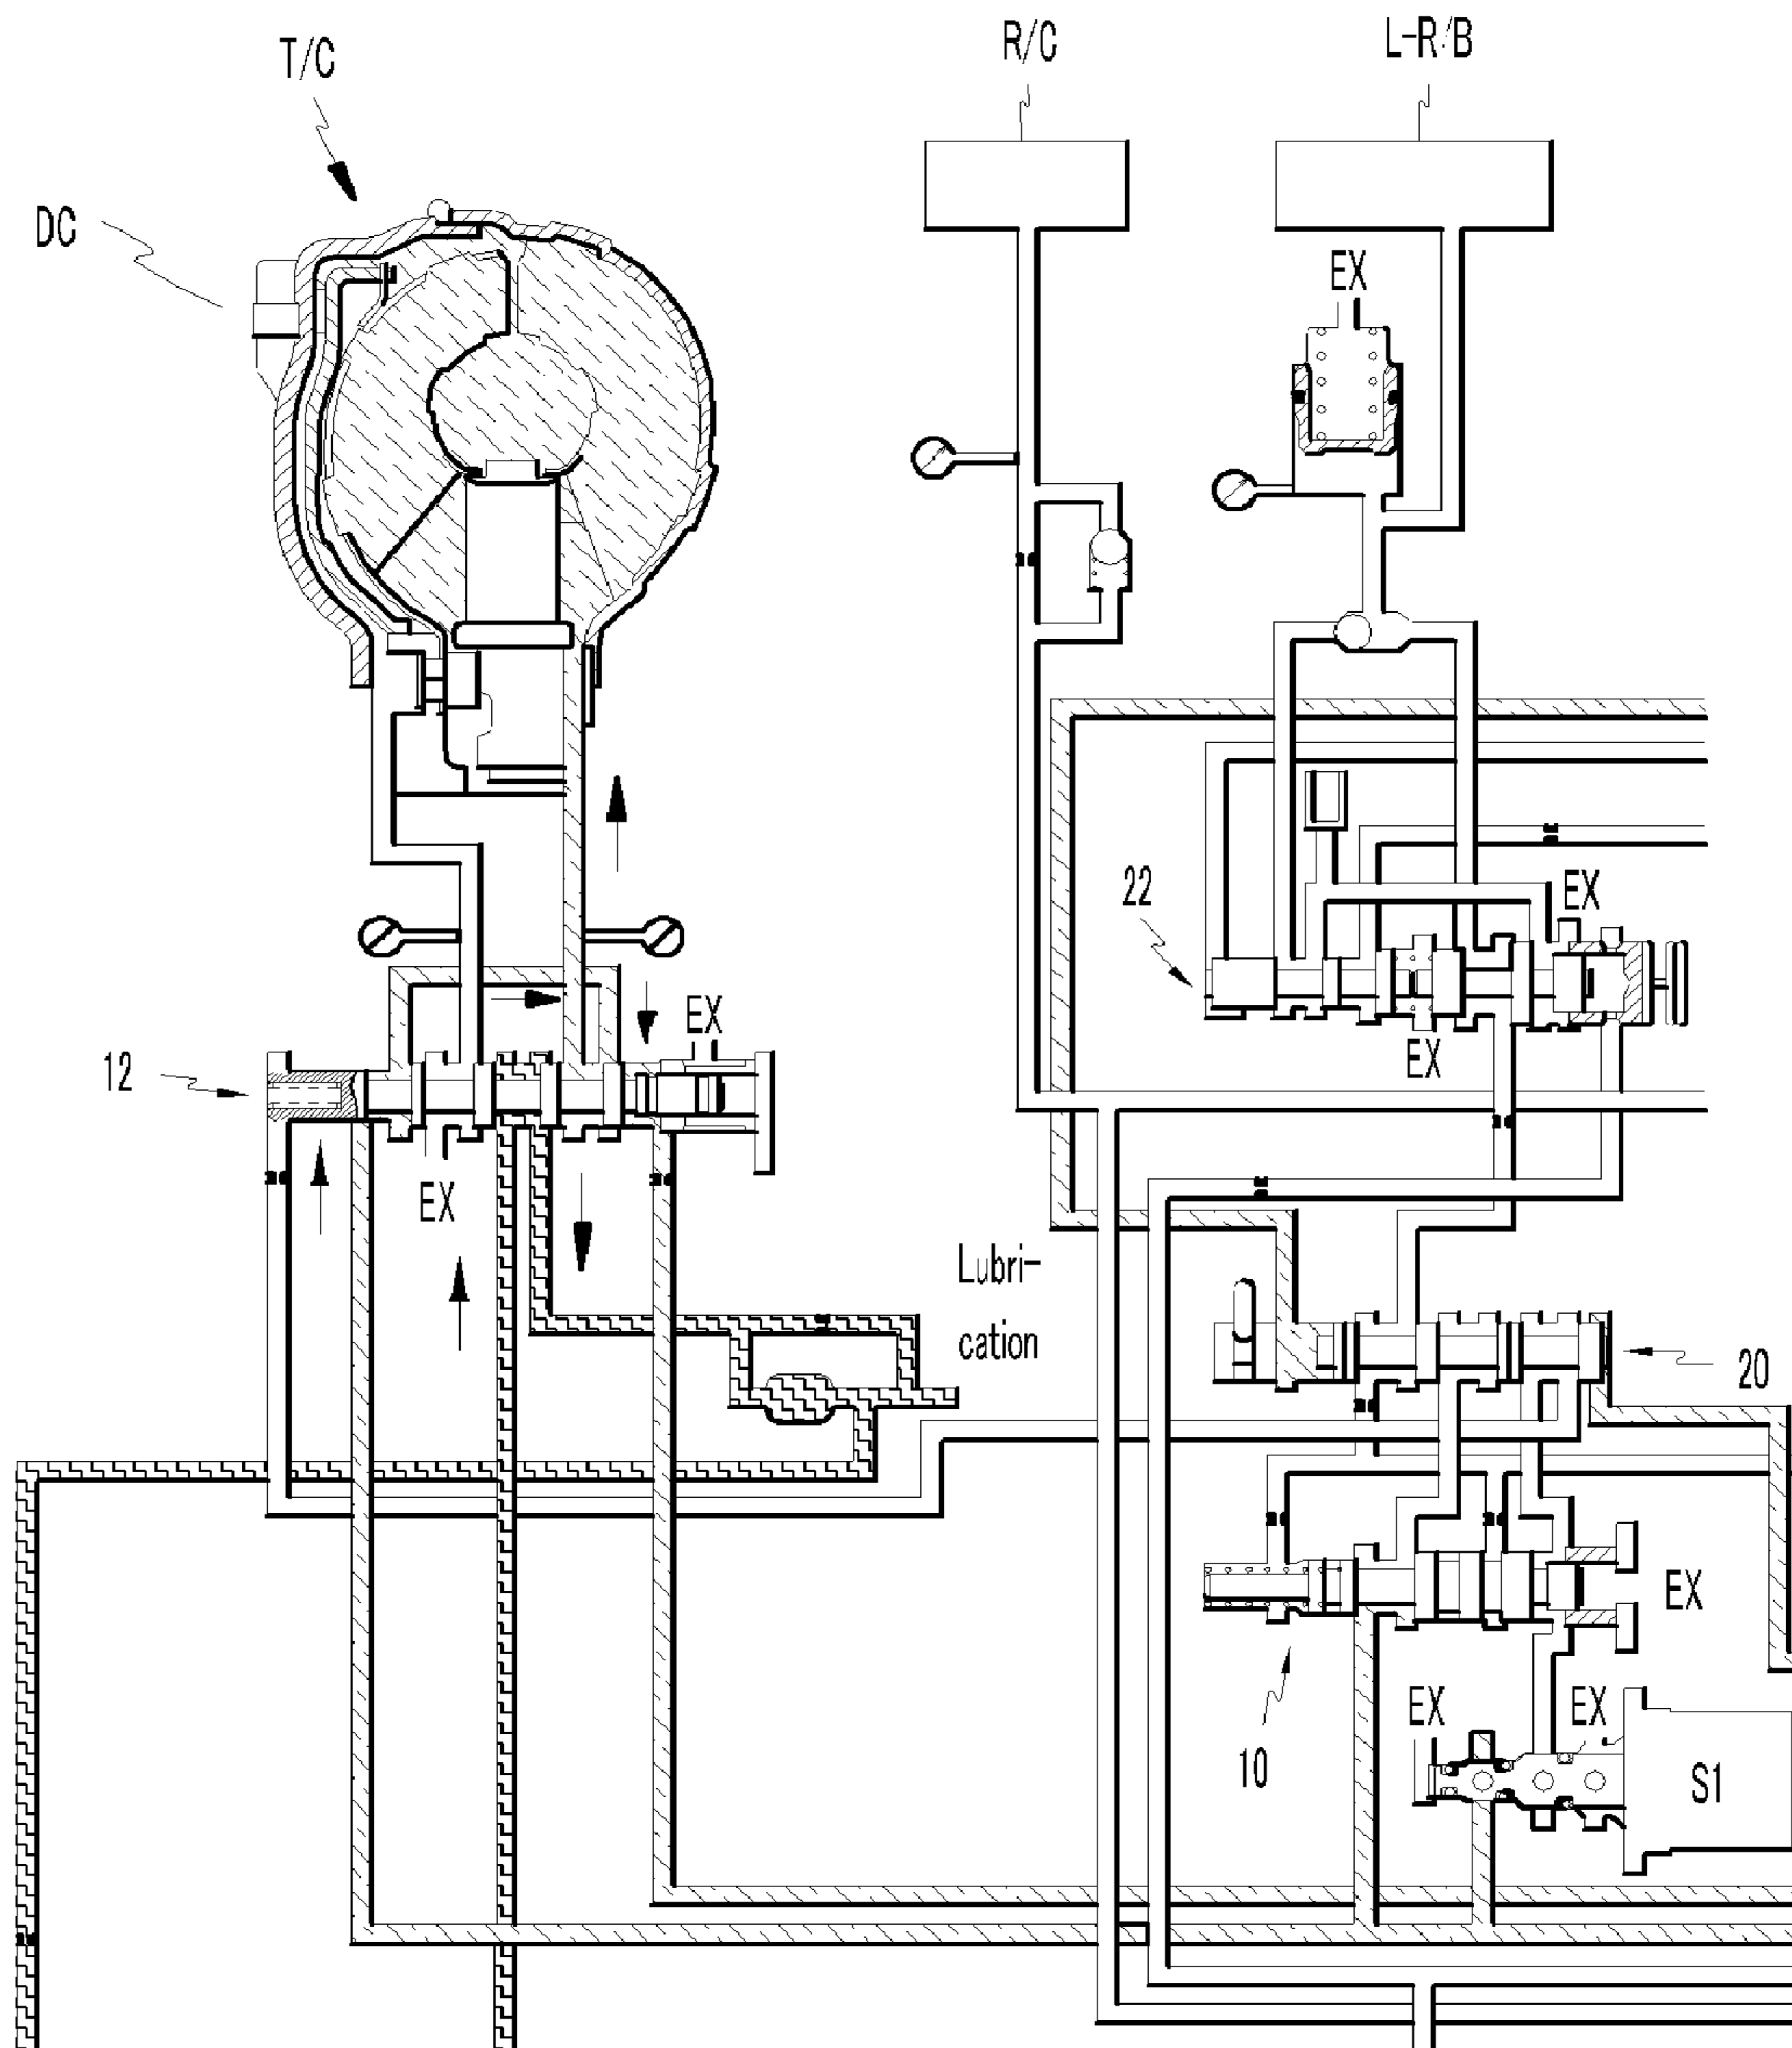 T/C
R/C
L-R/B
DC
EX
22
EX
EX
12
EX
EX
Lubri-
cation
20
EX
10
EX
EX
S1